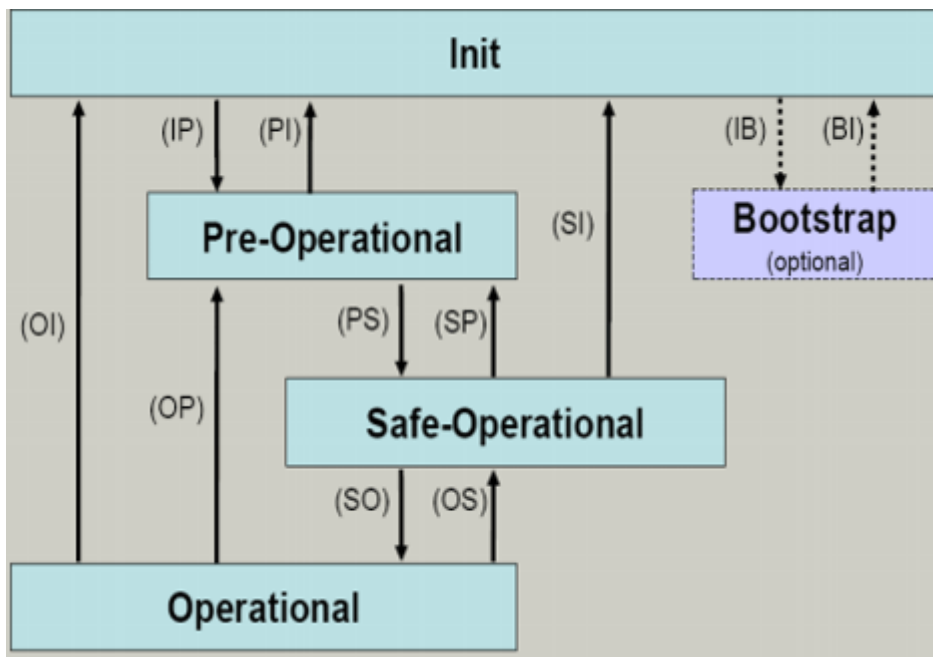 Init
(IP)
(PI)
(IB)
(BI)
Pre-Operational
(SI)
Bootstrap
(optional)
(OI)
(PS)
(SP)
(OP)
Safe-Operational
(SO)
(OS)
Operational